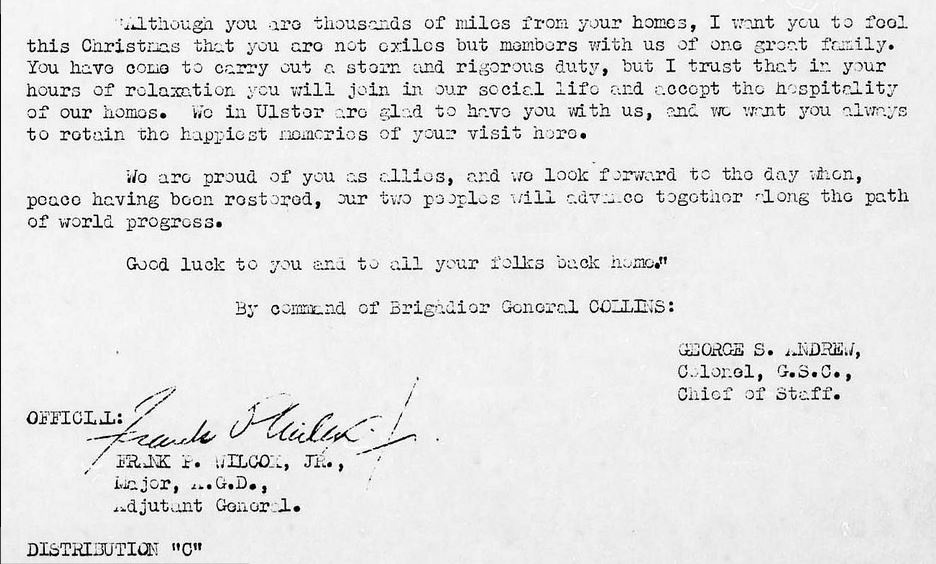 "Although you are thousands of miles from your homes, I want you to feel
this Christmas that you are not exiles but members with us of one great family.
You have come to carry out a stern and rigorous duty, but I trust that in your
hours of relaxation you will join in our social life and accept the hospitality
of our homes. We in Ulster are glad to have you with us, and we want you always
to retain the happiest memories of your visit here.
We are proud of you as allies, and we look forward to the day when,
peace having been restored, our two peoples will advance together along the path
of world progress.
Good luck to you and to all your folks back home."
By command of Brigadier General COLLINS:
GEORGE S. ANDREW,
Colonel, G.S.C.,
Chief of Staff.
OFFICIAL:
Frank P Wilcox Jr
FRANK P. WILCOX, JR.,
Major, A.G.D.,
Adjutant General.
DISTRIBUTION "C"